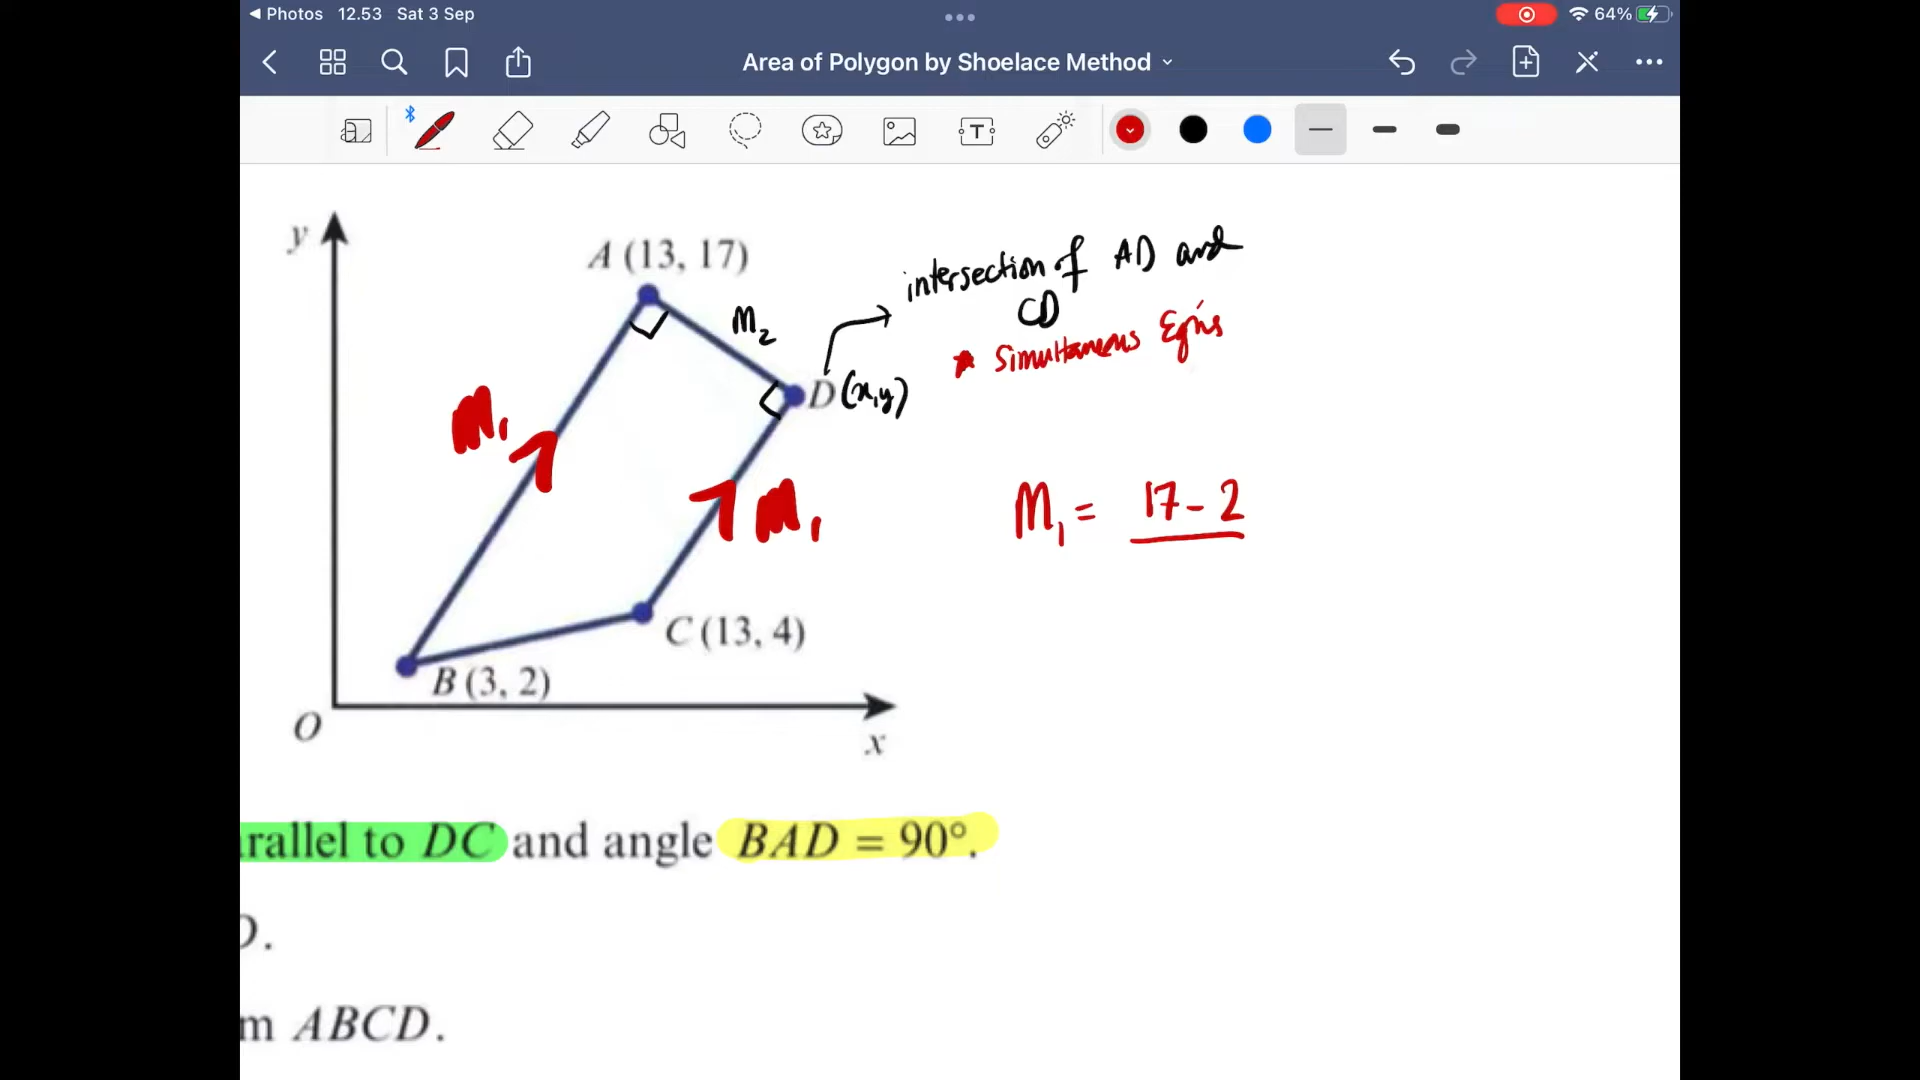 Photos 12.53 Sat 3 Sep
64%
Area of Polygon by Shoelace Method
y
A (13, 17)
intersection of AD and
CD
* Simultaneous Eqn's
M₂
D (x,y)
M₁
M₁
M₁ = 17 - 2
C (13, 4)
B (3, 2)
O
x
rallel to DC and angle BAD = 90°.
D.
m ABCD.